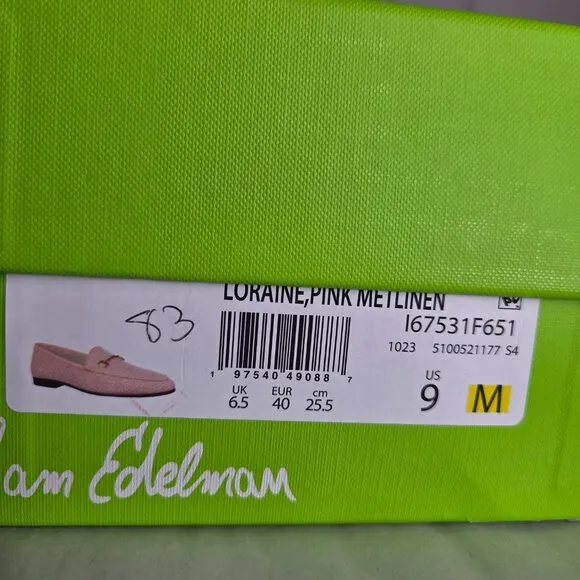 LORAINE,PINK METLINEN
83
I67531F651
1023 5100521177 S4
1 97540 49088 7
UK EUR cm
6.5 40 25.5
US
9 M
am Edelman